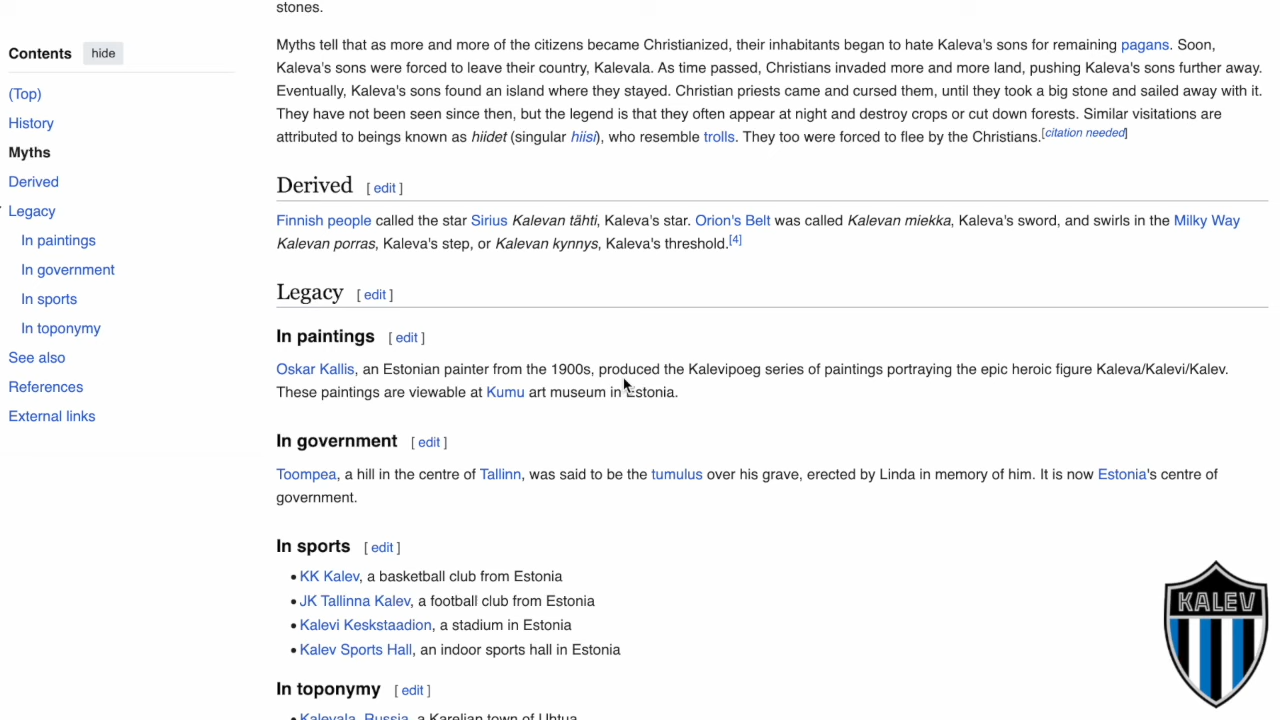 stones.
Contents hide
(Top)
History
Myths
Derived
Legacy
In paintings
In government
In sports
In toponymy
See also
References
External links
Myths tell that as more and more of the citizens became Christianized, their inhabitants began to hate Kaleva's sons for remaining pagans. Soon,
Kaleva's sons were forced to leave their country, Kalevala. As time passed, Christians invaded more and more land, pushing Kaleva's sons further away.
Eventually, Kaleva's sons found an island where they stayed. Christian priests came and cursed them, until they took a big stone and sailed away with it.
They have not been seen since then, but the legend is that they often appear at night and destroy crops or cut down forests. Similar visitations are
attributed to beings known as hiidet (singular hiisi), who resemble trolls. They too were forced to flee by the Christians.[citation needed]
Derived [ edit ]
Finnish people called the star Sirius Kalevan tähti, Kaleva's star. Orion's Belt was called Kalevan miekka, Kaleva's sword, and swirls in the Milky Way
Kalevan porras, Kaleva's step, or Kalevan kynnys, Kaleva's threshold.[4]
Legacy [ edit ]
In paintings [ edit ]
Oskar Kallis, an Estonian painter from the 1900s, produced the Kalevipoeg series of paintings portraying the epic heroic figure Kaleva/Kalevi/Kalev.
These paintings are viewable at Kumu art museum in Estonia.
In government [ edit ]
Toompea, a hill in the centre of Tallinn, was said to be the tumulus over his grave, erected by Linda in memory of him. It is now Estonia's centre of
government.
In sports [ edit ]
• KK Kalev, a basketball club from Estonia
• JK Tallinna Kalev, a football club from Estonia
• Kalevi Keskstaadion, a stadium in Estonia
• Kalev Sports Hall, an indoor sports hall in Estonia
In toponymy [ edit ]
• Kalevala, Russia, a Karelian town of Uhtua
KALEV